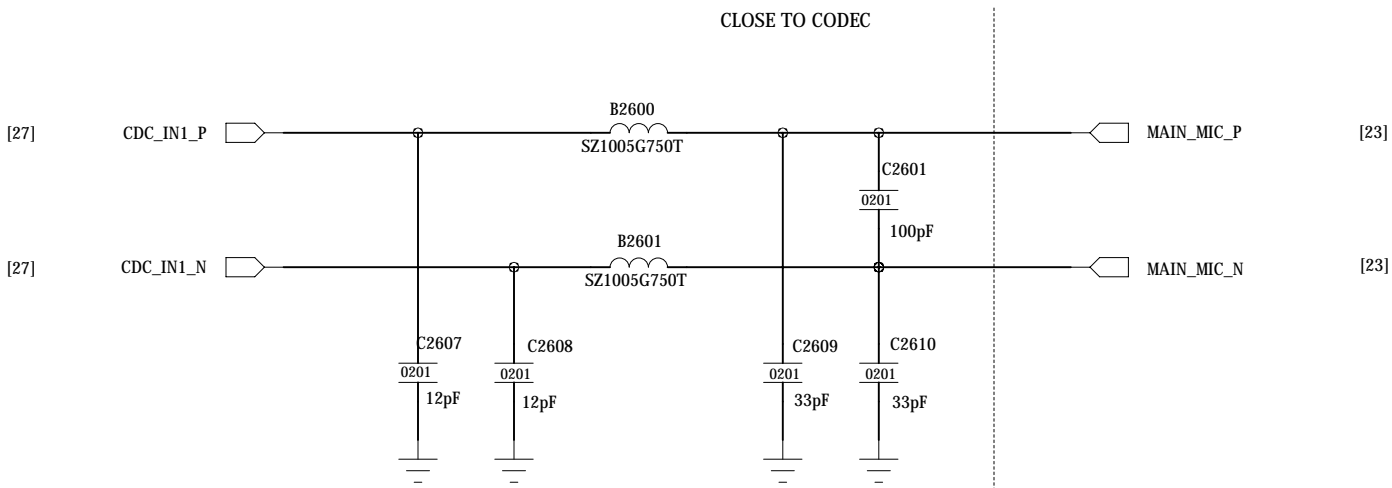 CLOSE TO CODEC
B2600
[27] CDC_IN1_P MAIN_MIC_P [23]
SZ1005G750T
C2601
0201
100pF
B2601
[27] CDC_IN1_N MAIN_MIC_N [23]
SZ1005G750T
C2607 C2608 C2609 C2610
0201 0201 0201 0201
12pF 12pF 33pF 33pF